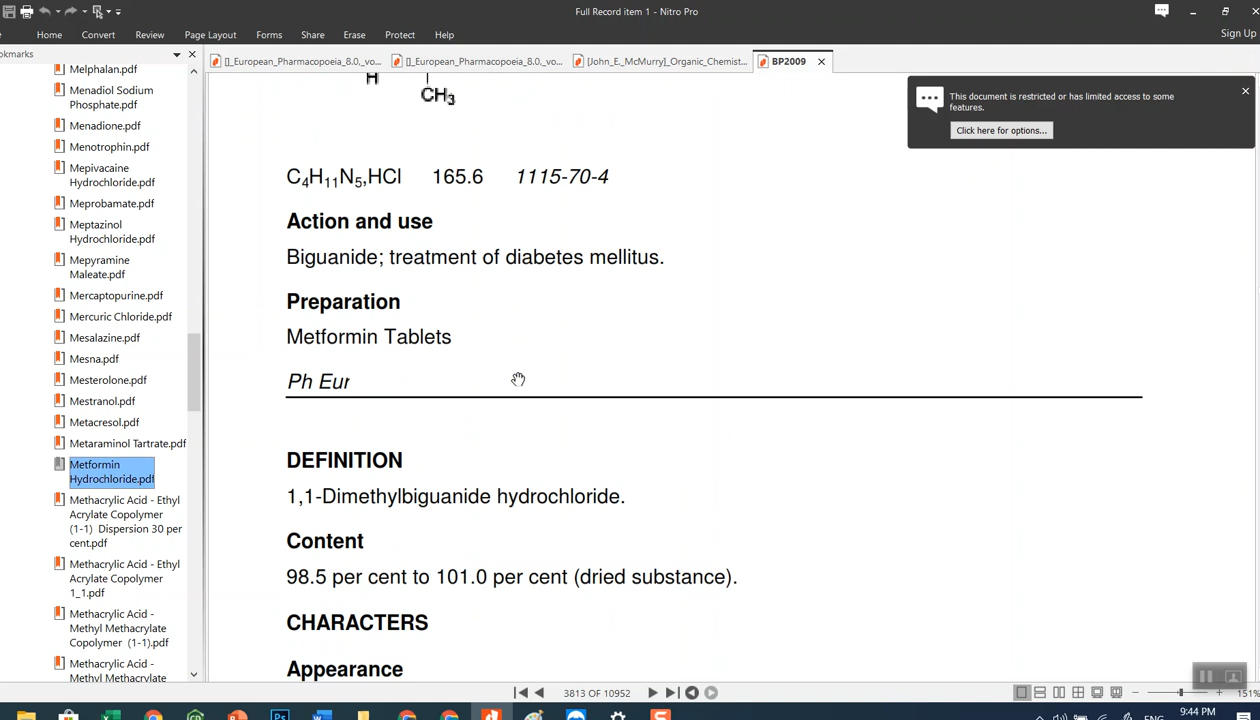 Full Record item 1 - Nitro Pro
Home Convert Review Page Layout Forms Share Erase Protect Help
Sign Up
okmarks
[]_European_Pharmacopoeia_8.0,_vo...
[]_European_Pharmacopoeia_8.0,_vo...
[John_E._McMurry]_Organic_Chemist...
BP2009
Melphalan.pdf
Menadiol Sodium
Phosphate.pdf
Menadione.pdf
Menotrophin.pdf
Mepivacaine
Hydrochloride.pdf
Meprobamate.pdf
Meptazinol
Hydrochloride.pdf
Mepyramine
Maleate.pdf
Mercaptopurine.pdf
Mercuric Chloride.pdf
Mesalazine.pdf
Mesna.pdf
Mesterolone.pdf
Mestranol.pdf
Metacresol.pdf
Metaraminol Tartrate.pdf
Metformin
Hydrochloride.pdf
Methacrylic Acid - Ethyl
Acrylate Copolymer
(1-1) Dispersion 30 per
cent.pdf
Methacrylic Acid - Ethyl
Acrylate Copolymer
1_1.pdf
Methacrylic Acid -
Methyl Methacrylate
Copolymer (1-1).pdf
Methacrylic Acid -
Methyl Methacrylate
This document is restricted or has limited access to some
features.
Click here for options...
H
CH3
C4H11N5,HCl 165.6 1115-70-4
Action and use
Biguanide; treatment of diabetes mellitus.
Preparation
Metformin Tablets
Ph Eur
DEFINITION
1,1-Dimethylbiguanide hydrochloride.
Content
98.5 per cent to 101.0 per cent (dried substance).
CHARACTERS
Appearance
3813 OF 10952
151%
9:44 PM
ENG